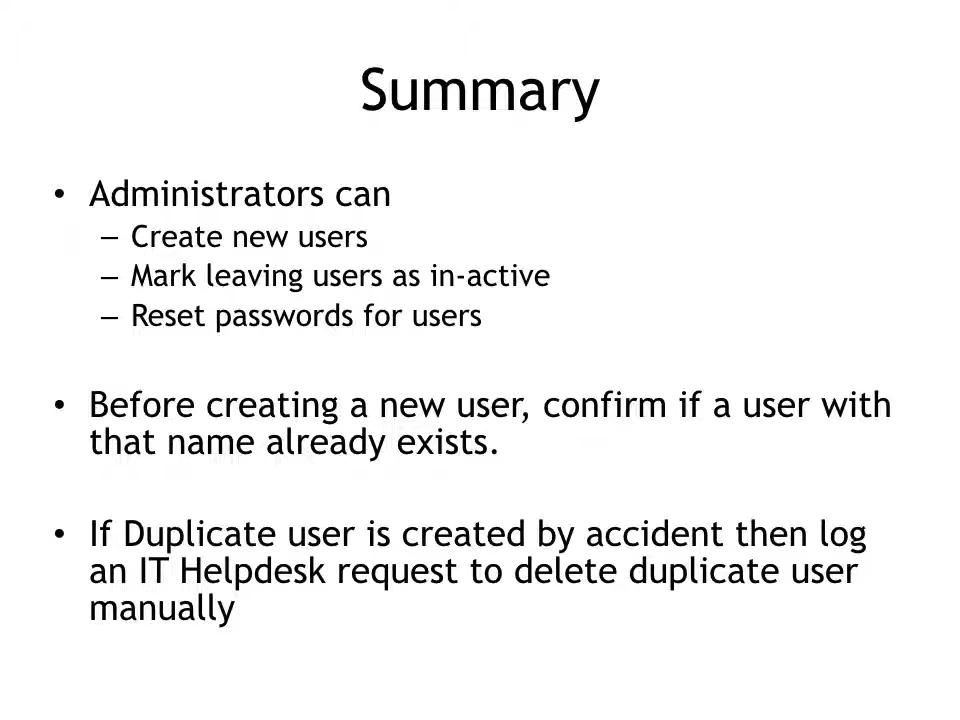 Summary
• Administrators can
– Create new users
– Mark leaving users as in-active
– Reset passwords for users
• Before creating a new user, confirm if a user with
that name already exists.
• If Duplicate user is created by accident then log
an IT Helpdesk request to delete duplicate user
manually